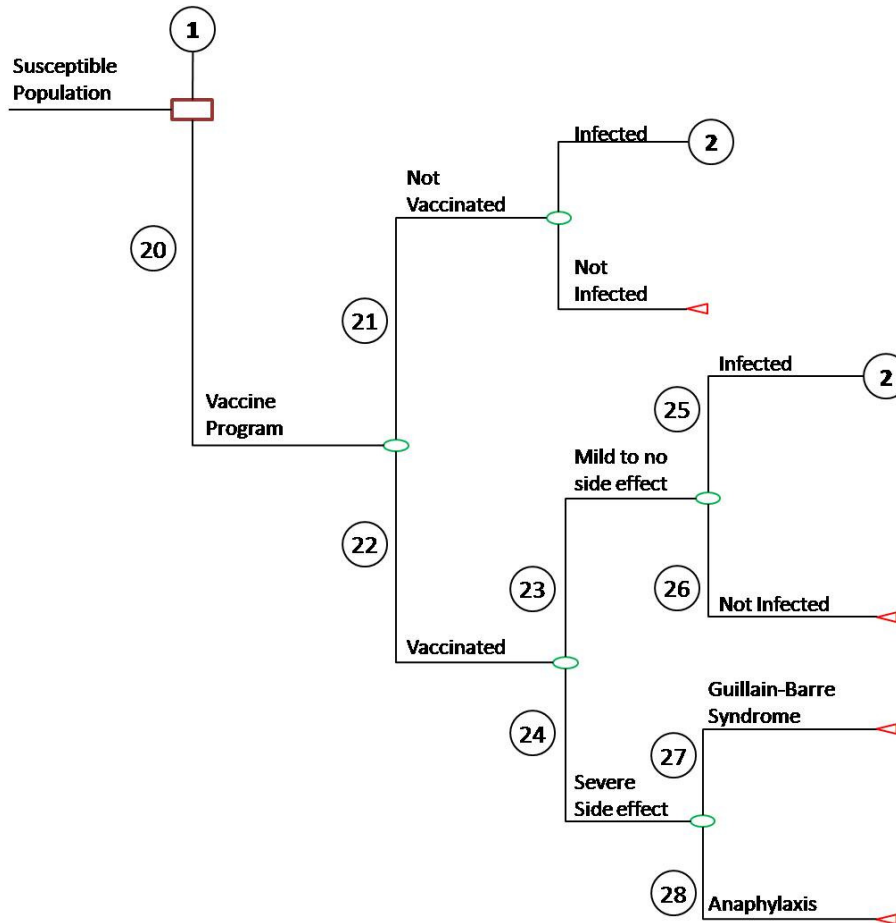 1
Susceptible
Population
Infected
2
Not
Vaccinated
20
Not
Infected
21
Infected
2
25
Vaccine
Program
Mild to no
side effect
22
23
26
Not Infected
Vaccinated
Guillain-Barre
Syndrome
24
27
Severe
Side effect
28
Anaphylaxis